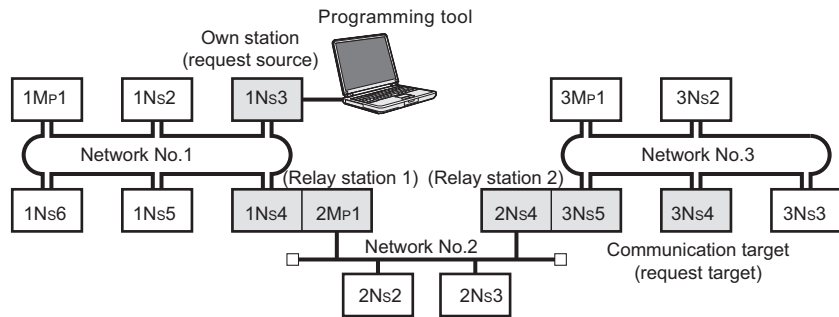 Programming tool
Own station
(request source)
1MP1
1NS2
1NS3
3MP1
3NS2
Network No.1
Network No.3
(Relay station 1)
(Relay station 2)
1NS6
1NS5
1NS4
2MP1
2NS4
3NS5
3NS4
3NS3
Network No.2
Communication target
(request target)
2NS2
2NS3